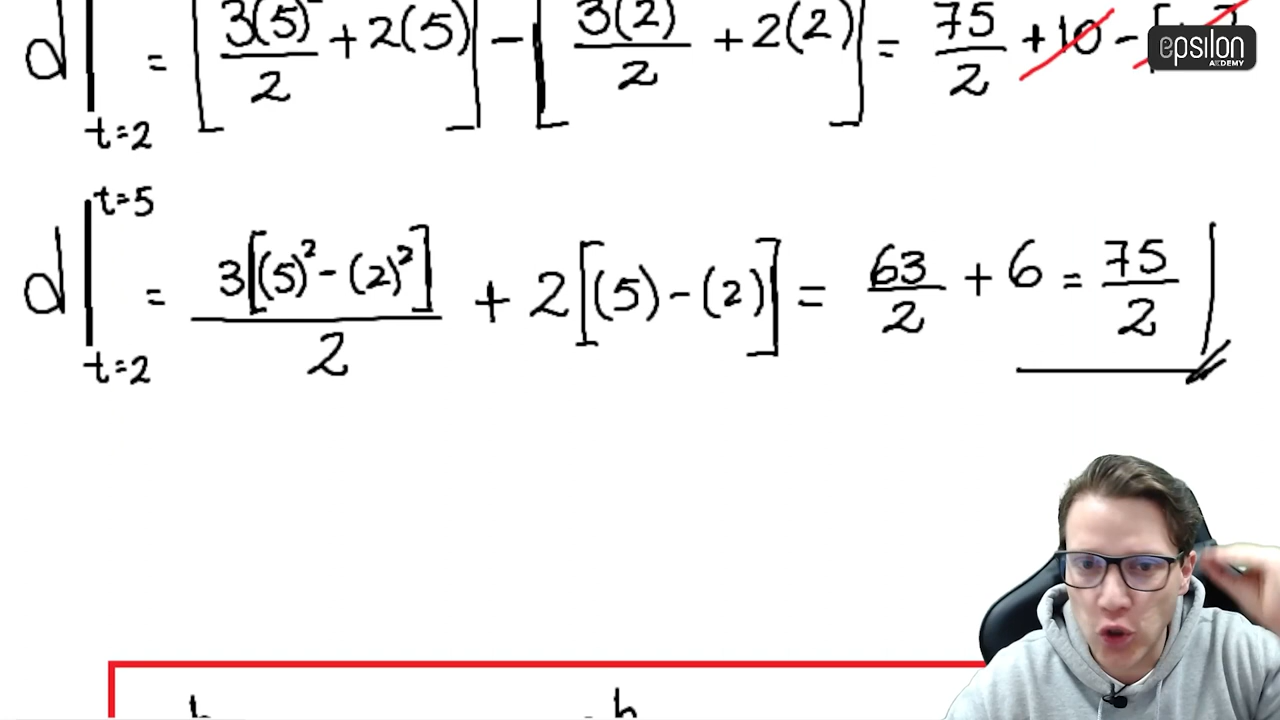 d| = [3(5)²/2 + 2(5)] - [3(2)/2 + 2(2)] = 75/2 + 10 -
t=2
epsilon
AKDEMY
t=5
d| = 3[(5)²-(2)²]/2 + 2[(5)-(2)] = 63/2 + 6 = 75/2
t=2
b b